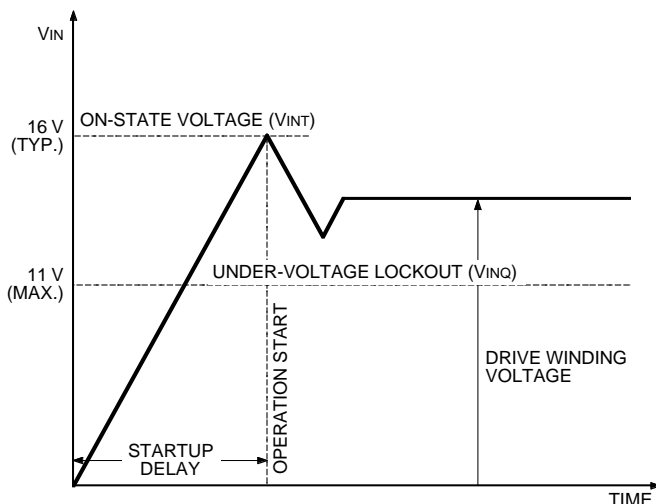 VIN
ON-STATE VOLTAGE (VINT)
16 V
(TYP.)
UNDER-VOLTAGE LOCKOUT (VINQ)
11 V
(MAX.)
OPERATION START
DRIVE WINDING
VOLTAGE
STARTUP
DELAY
TIME